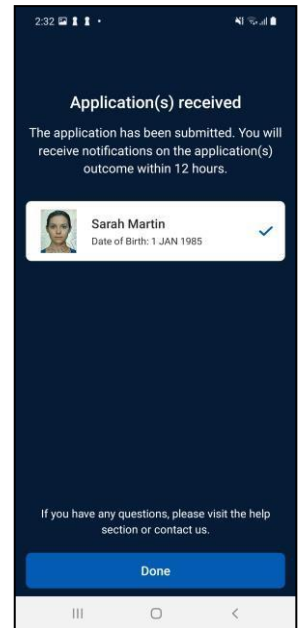 2:32
Application(s) received
The application has been submitted. You will
receive notifications on the application(s)
outcome within 12 hours.
Sarah Martin
Date of Birth: 1 JAN 1985
If you have any questions, please visit the help
section or contact us.
Done